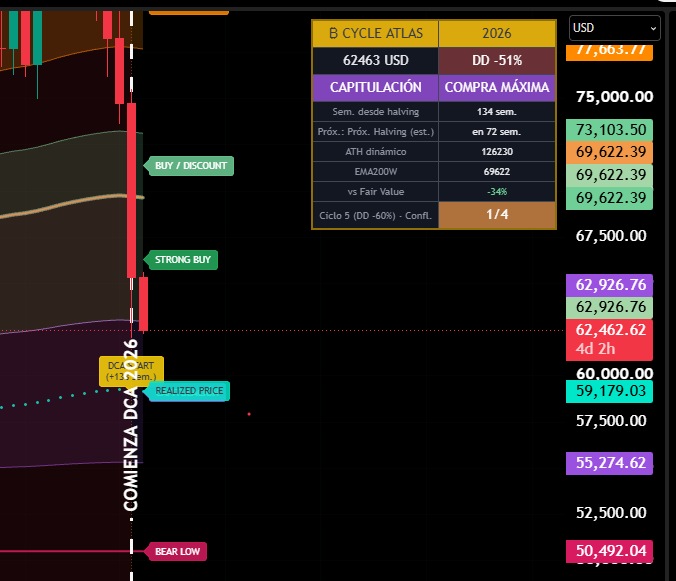 ₿ CYCLE ATLAS 2026
62463 USD DD -51%
CAPITULACIÓN COMPRA MÁXIMA
Sem. desde halving 134 sem.
Próx.: Próx. Halving (est.) en 72 sem.
ATH dinámico 126230
EMA200W 69622
vs Fair Value -34%
Ciclo 5 (DD -60%) - Confl. 1/4
USD
77,663.77
75,000.00
73,103.50
69,622.39
69,622.39
69,622.39
67,500.00
62,926.76
62,926.76
62,462.62
4d 2h
60,000.00
59,179.03
57,500.00
55,274.62
52,500.00
50,492.04
BUY / DISCOUNT
STRONG BUY
REALIZED PRICE
COMIENZA DCA 2026
BEAR LOW